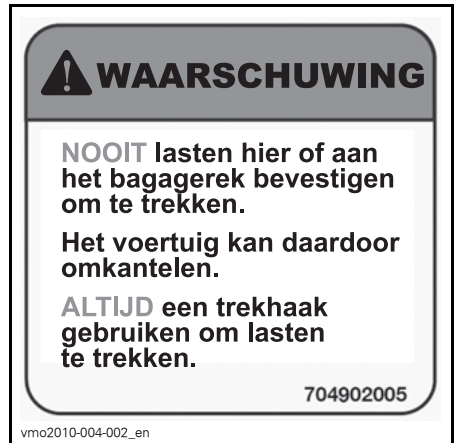 WAARSCHUWING
NOOIT lasten hier of aan
het bagagerek bevestigen
om te trekken.
Het voertuig kan daardoor
omkantelen.
ALTIJD een trekhaak
gebruiken om lasten
te trekken.
704902005
vmo2010-004-002_en